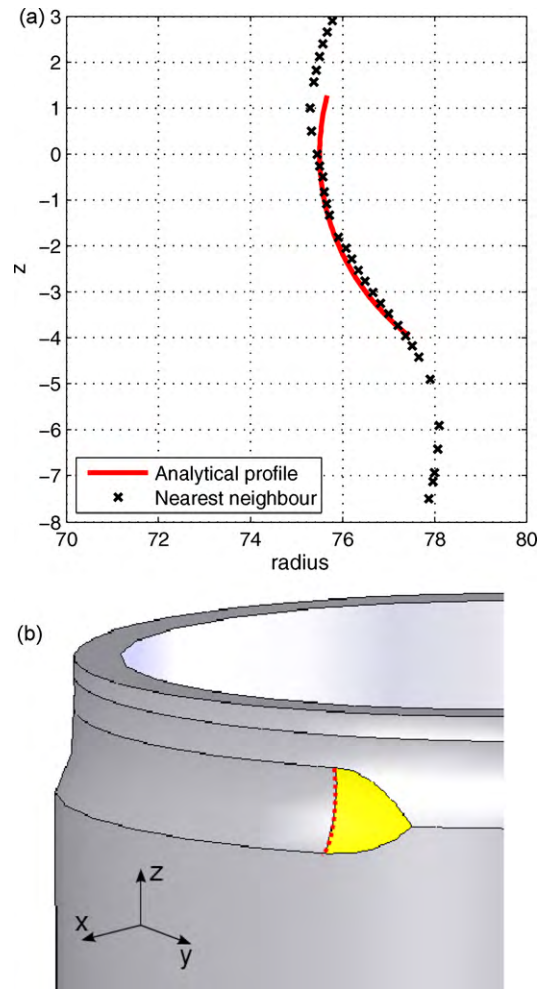 (a)
3
2
1
0
−1
−2
−3
−4
−5
−6
−7
−8
z
Analytical profile
Nearest neighbour
70 72 74 76 78 80
radius
(b)
z
x
y